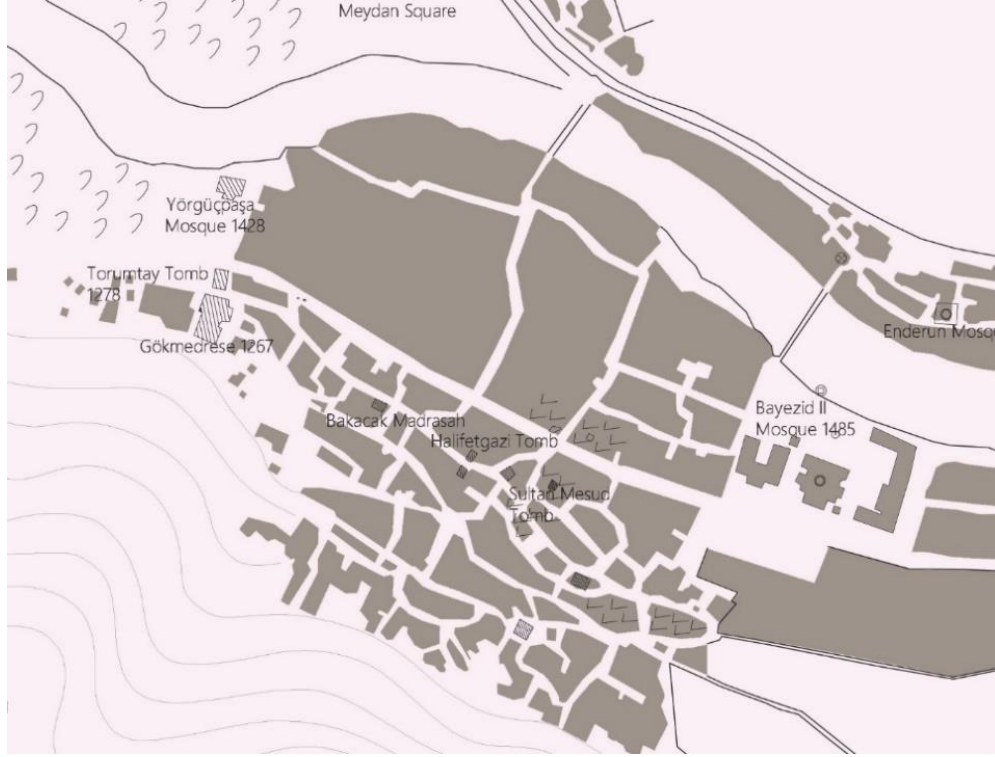 Meydan Square
Yörgüçpaşa
Mosque 1428
Torumtay Tomb
1278
Gökmedrese 1267
Enderun Mosqu
Bayezid II
Mosque 1485
Bakacak Madrasah
Halifetgazi Tomb
Sultan Mesud
Tomb